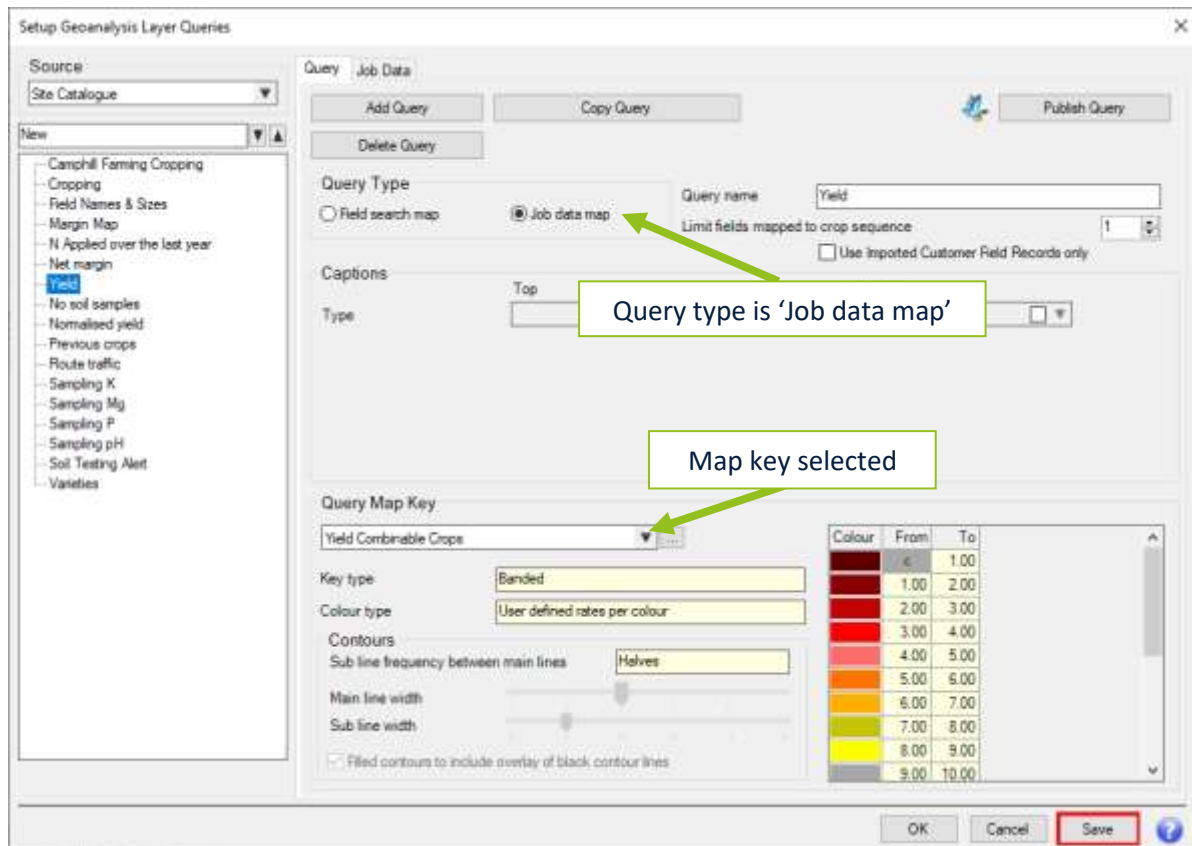 Setup Geoanalysis Layer Queries
Source
Site Catalogue
New
Camphill Farming Cropping
Cropping
Field Names & Sizes
Margin Map
N Applied over the last year
Net margin
Yield
No soil samples
Normalised yield
Previous crops
Route traffic
Sampling K
Sampling Mg
Sampling P
Sampling pH
Soil Testing Alert
Varieties
Query Job Data
Add Query Copy Query Publish Query
Delete Query
Query Type
Field search map Job data map
Query name Yield
Limit fields mapped to crop sequence 1
Use Imported Customer Field Records only
Captions
Top
Type
Query type is ‘Job data map’
Map key selected
Query Map Key
Yield Combinable Crops ...
Key type Banded
Colour type User defined rates per colour
Contours
Sub line frequency between main lines Halves
Main line width
Sub line width
Filled contours to include overlay of black contour lines
Colour From To
< 1.00
1.00 2.00
2.00 3.00
3.00 4.00
4.00 5.00
5.00 6.00
6.00 7.00
7.00 8.00
8.00 9.00
9.00 10.00
OK Cancel Save ?